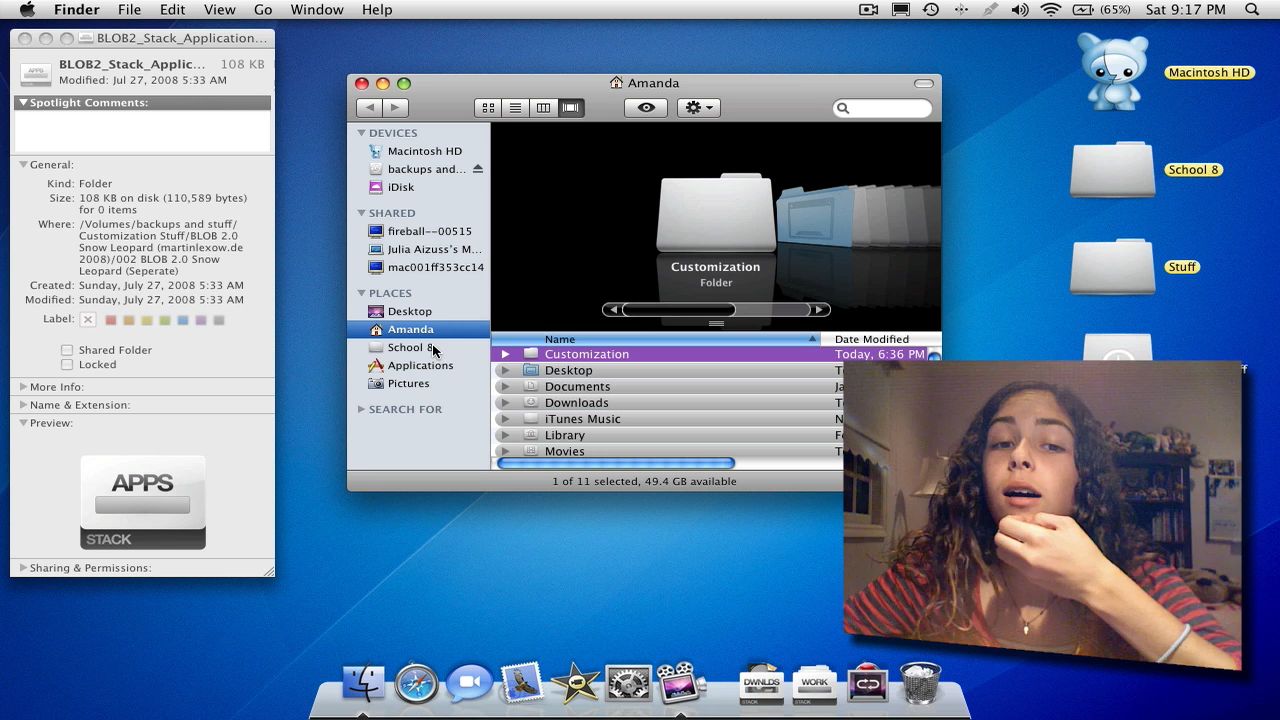 Finder File Edit View Go Window Help (65%) Sat 9:17 PM
BLOB2_Stack_Application...
BLOB2_Stack_Applic... 108 KB
Modified: Jul 27, 2008 5:33 AM
Spotlight Comments:
General:
Kind: Folder
Size: 108 KB on disk (110,589 bytes)
for 0 items
Where: /Volumes/backups and stuff/
Customization Stuff/BLOB 2.0
Snow Leopard (martinlexow.de
2008)/002 BLOB 2.0 Snow
Leopard (Seperate)
Created: Sunday, July 27, 2008 5:33 AM
Modified: Sunday, July 27, 2008 5:33 AM
Label:
Shared Folder
Locked
More Info:
Name & Extension:
Preview:
APPS
STACK
Sharing & Permissions:
Amanda
DEVICES
Macintosh HD
backups and...
iDisk
SHARED
fireball--00515
Julia Aizuss's M...
mac001ff353cc14
PLACES
Desktop
Amanda
School 8
Applications
Pictures
SEARCH FOR
Customization
Folder
Name Date Modified
Customization Today, 6:36 PM
Desktop
Documents
Downloads
iTunes Music
Library
Movies
1 of 11 selected, 49.4 GB available
Macintosh HD
School 8
Stuff
DWNLDS
STACK
WORK
STACK